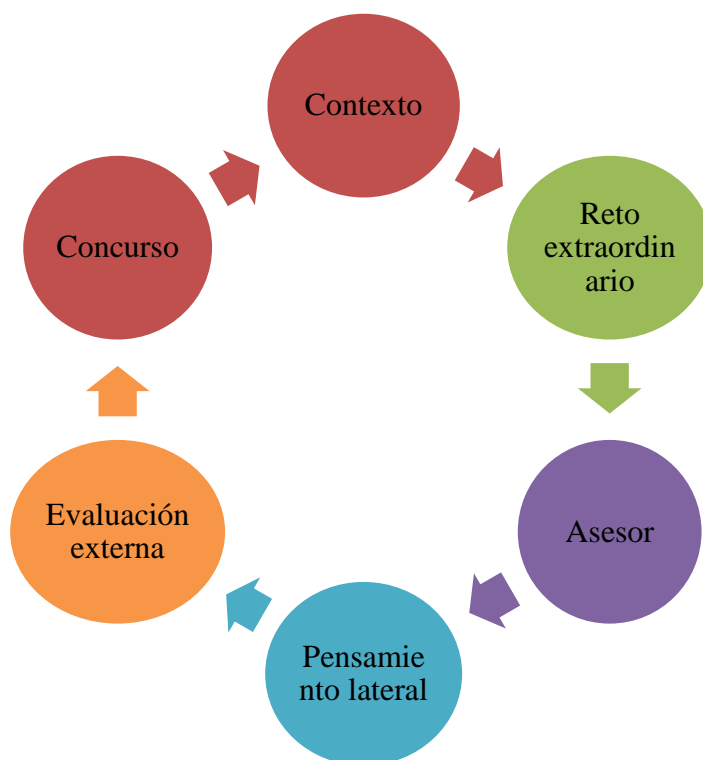 Contexto
Reto
extraordin
ario
Asesor
Pensamie
nto lateral
Evaluación
externa
Concurso